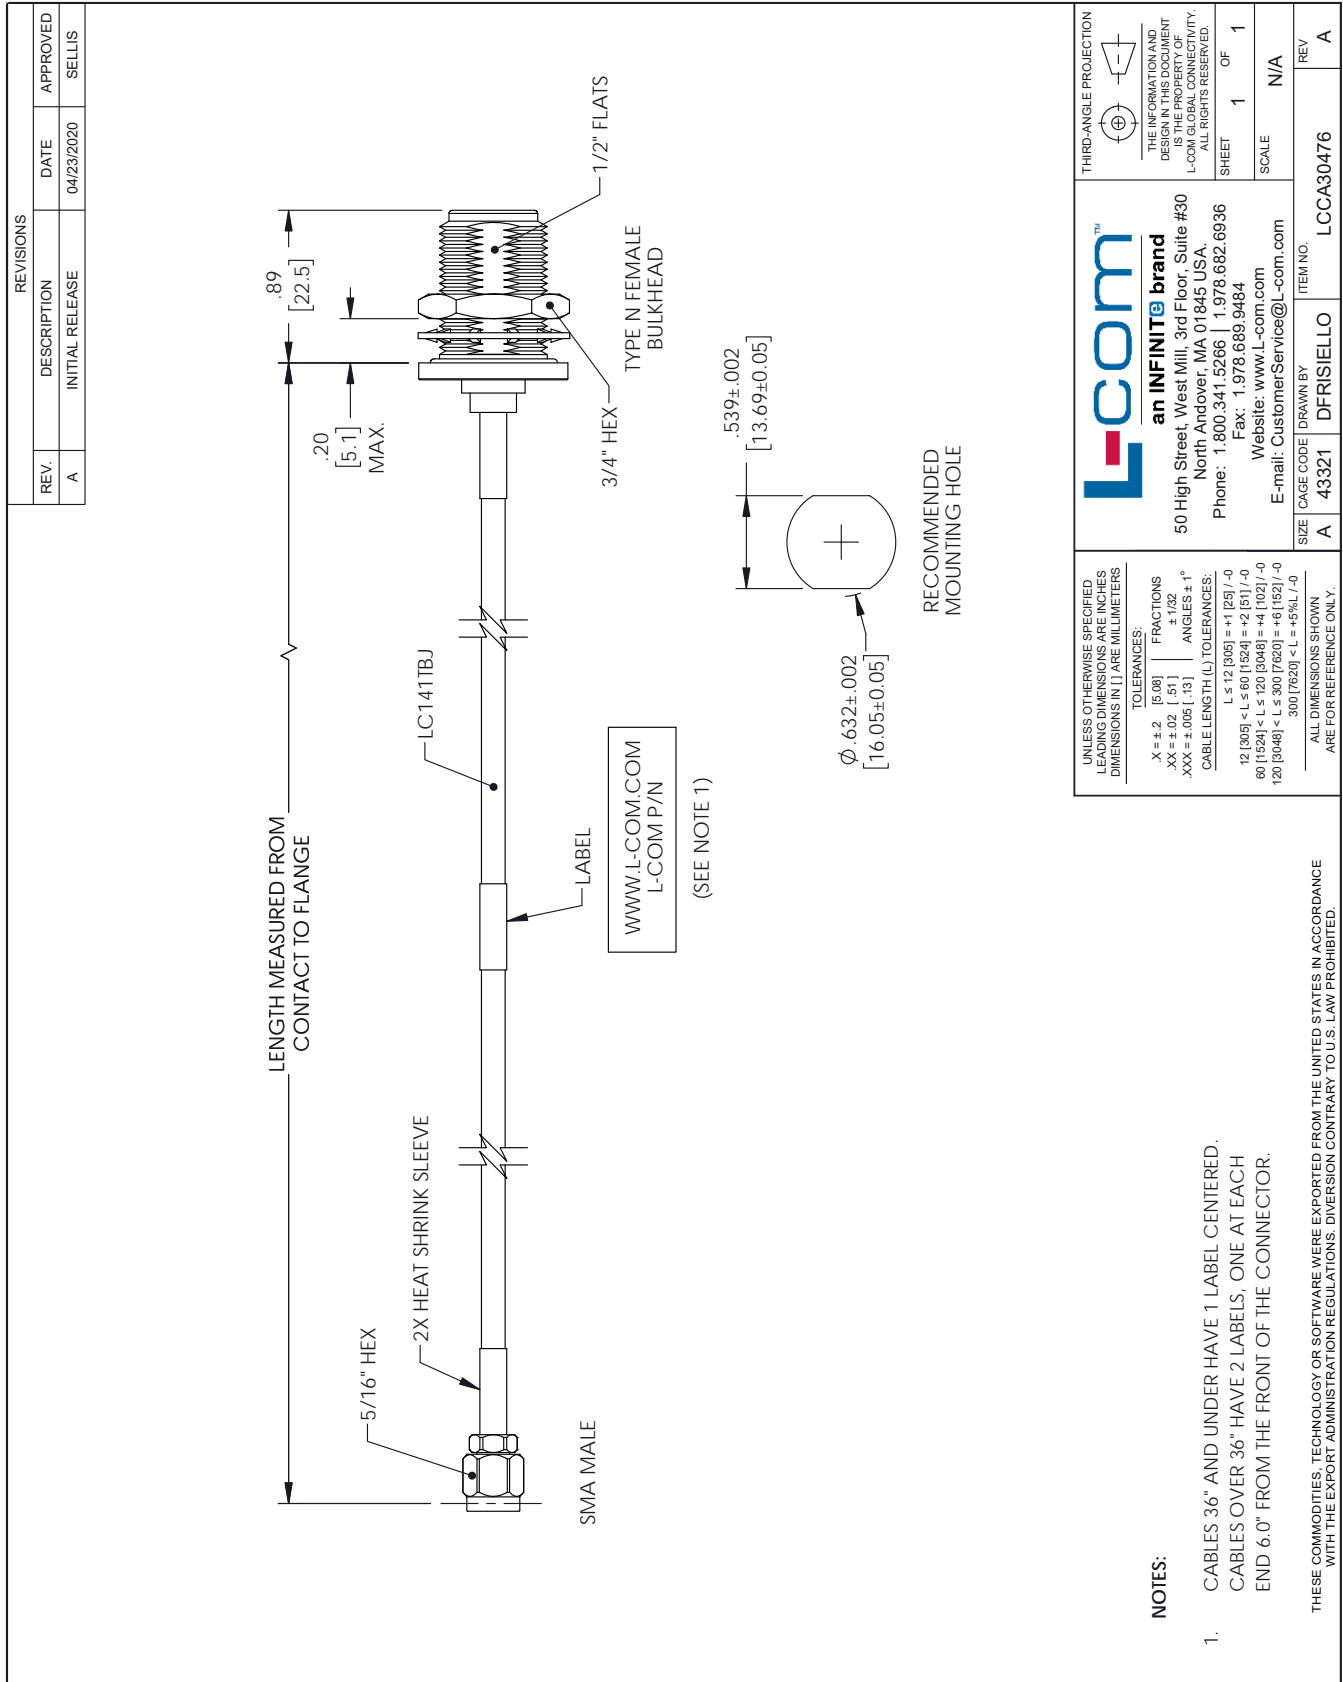 REVISIONS
REV. DESCRIPTION DATE APPROVED
A INITIAL RELEASE 04/23/2020 SELLIS
LENGTH MEASURED FROM
CONTACT TO FLANGE
.89
[22.5]
.20
[5.1]
MAX.
5/16" HEX
2X HEAT SHRINK SLEEVE
SMA MALE
LABEL
LC141TBJ
WWW.L-COM.COM
L-COM P/N
(SEE NOTE 1)
3/4" HEX
1/2" FLATS
TYPE N FEMALE
BULKHEAD
.539±.002
[13.69±0.05]
Ø.632±.002
[16.05±0.05]
RECOMMENDED
MOUNTING HOLE
NOTES:
1. CABLES 36" AND UNDER HAVE 1 LABEL CENTERED.
CABLES OVER 36" HAVE 2 LABELS, ONE AT EACH
END 6.0" FROM THE FRONT OF THE CONNECTOR.
THESE COMMODITIES, TECHNOLOGY OR SOFTWARE WERE EXPORTED FROM THE UNITED STATES IN ACCORDANCE
WITH THE EXPORT ADMINISTRATION REGULATIONS. DIVERSION CONTRARY TO U.S. LAW PROHIBITED.
UNLESS OTHERWISE SPECIFIED
LEADING DIMENSIONS ARE INCHES
DIMENSIONS IN [ ] ARE MILLIMETERS
TOLERANCES:
.X = ±.2 [5.08] FRACTIONS
.XX = ±.02 [.51] ± 1/32
.XXX = ±.005 [.13] ANGLES ± 1°
CABLE LENGTH (L) TOLERANCES:
L ≤ 12 [305] = +1 [25] / -0
12 [305] < L ≤ 60 [1524] = +2 [51] / -0
60 [1524] < L ≤ 120 [3048] = +4 [102] / -0
120 [3048] < L ≤ 300 [7620] = +6 [152] / -0
300 [7620] < L = +5%L / -0
ALL DIMENSIONS SHOWN
ARE FOR REFERENCE ONLY.
L-com™
an INFINITe brand
50 High Street, West Mill, 3rd Floor, Suite #30
North Andover, MA 01845 USA.
Phone: 1.800.341.5266 | 1.978.682.6936
Fax: 1.978.689.9484
Website: www.L-com.com
E-mail: CustomerService@L-com.com
THIRD-ANGLE PROJECTION
THE INFORMATION AND
DESIGN IN THIS DOCUMENT
IS THE PROPERTY OF
L-COM GLOBAL CONNECTIVITY.
ALL RIGHTS RESERVED.
SHEET 1 OF 1
SCALE N/A
SIZE A
CAGE CODE 43321
DRAWN BY DFRISIELLO
ITEM NO. LCCA30476
REV A